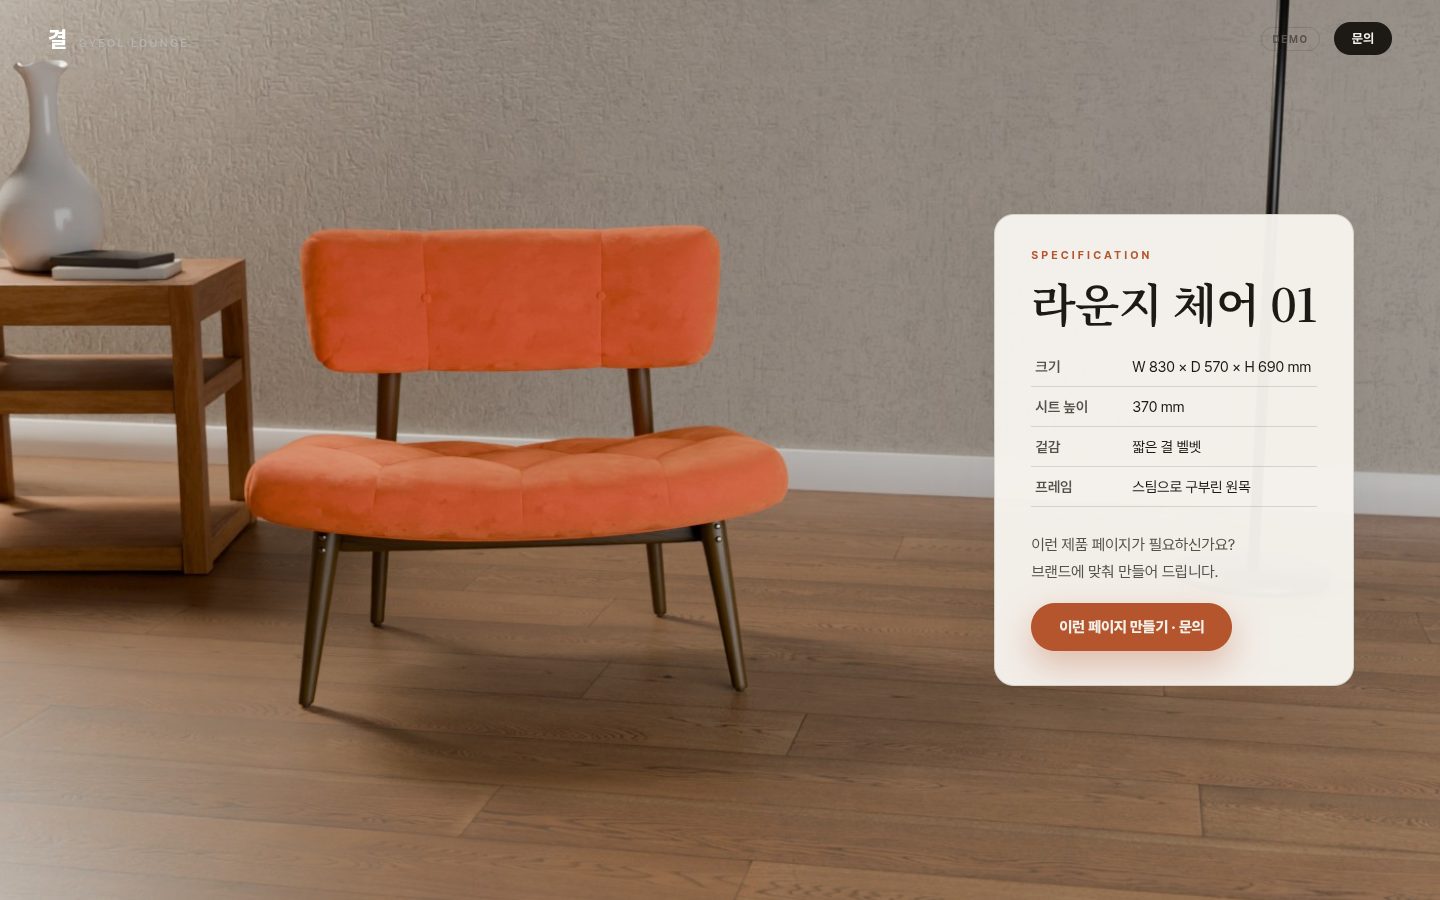 결 GYEOL LOUNGE
DEMO
문의
SPECIFICATION
라운지 체어 01
크기 W 830 × D 570 × H 690 mm
시트 높이 370 mm
겉감 짧은 결 벨벳
프레임 스팀으로 구부린 원목
이런 제품 페이지가 필요하신가요?
브랜드에 맞춰 만들어 드립니다.
이런 페이지 만들기 · 문의